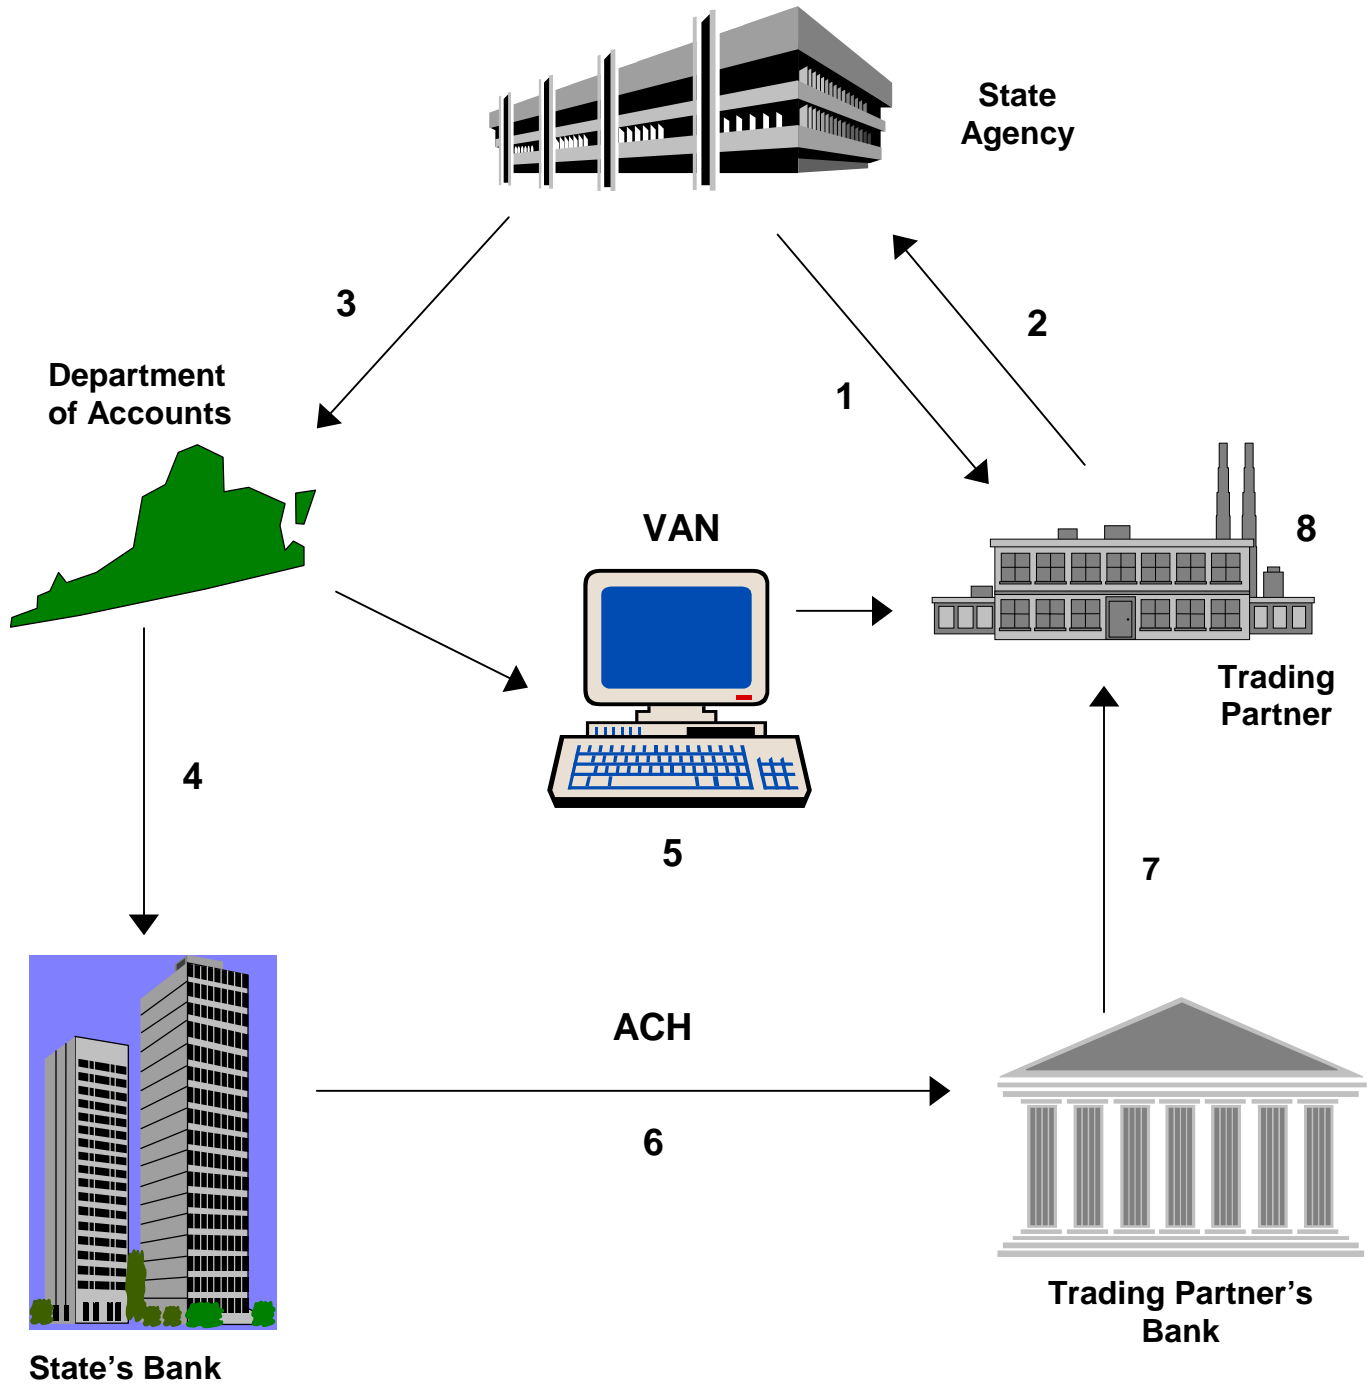 State
Agency
3
2
Department
of Accounts
1
VAN
8
Trading
Partner
4
5
7
ACH
6
Trading Partner’s
Bank
State’s Bank